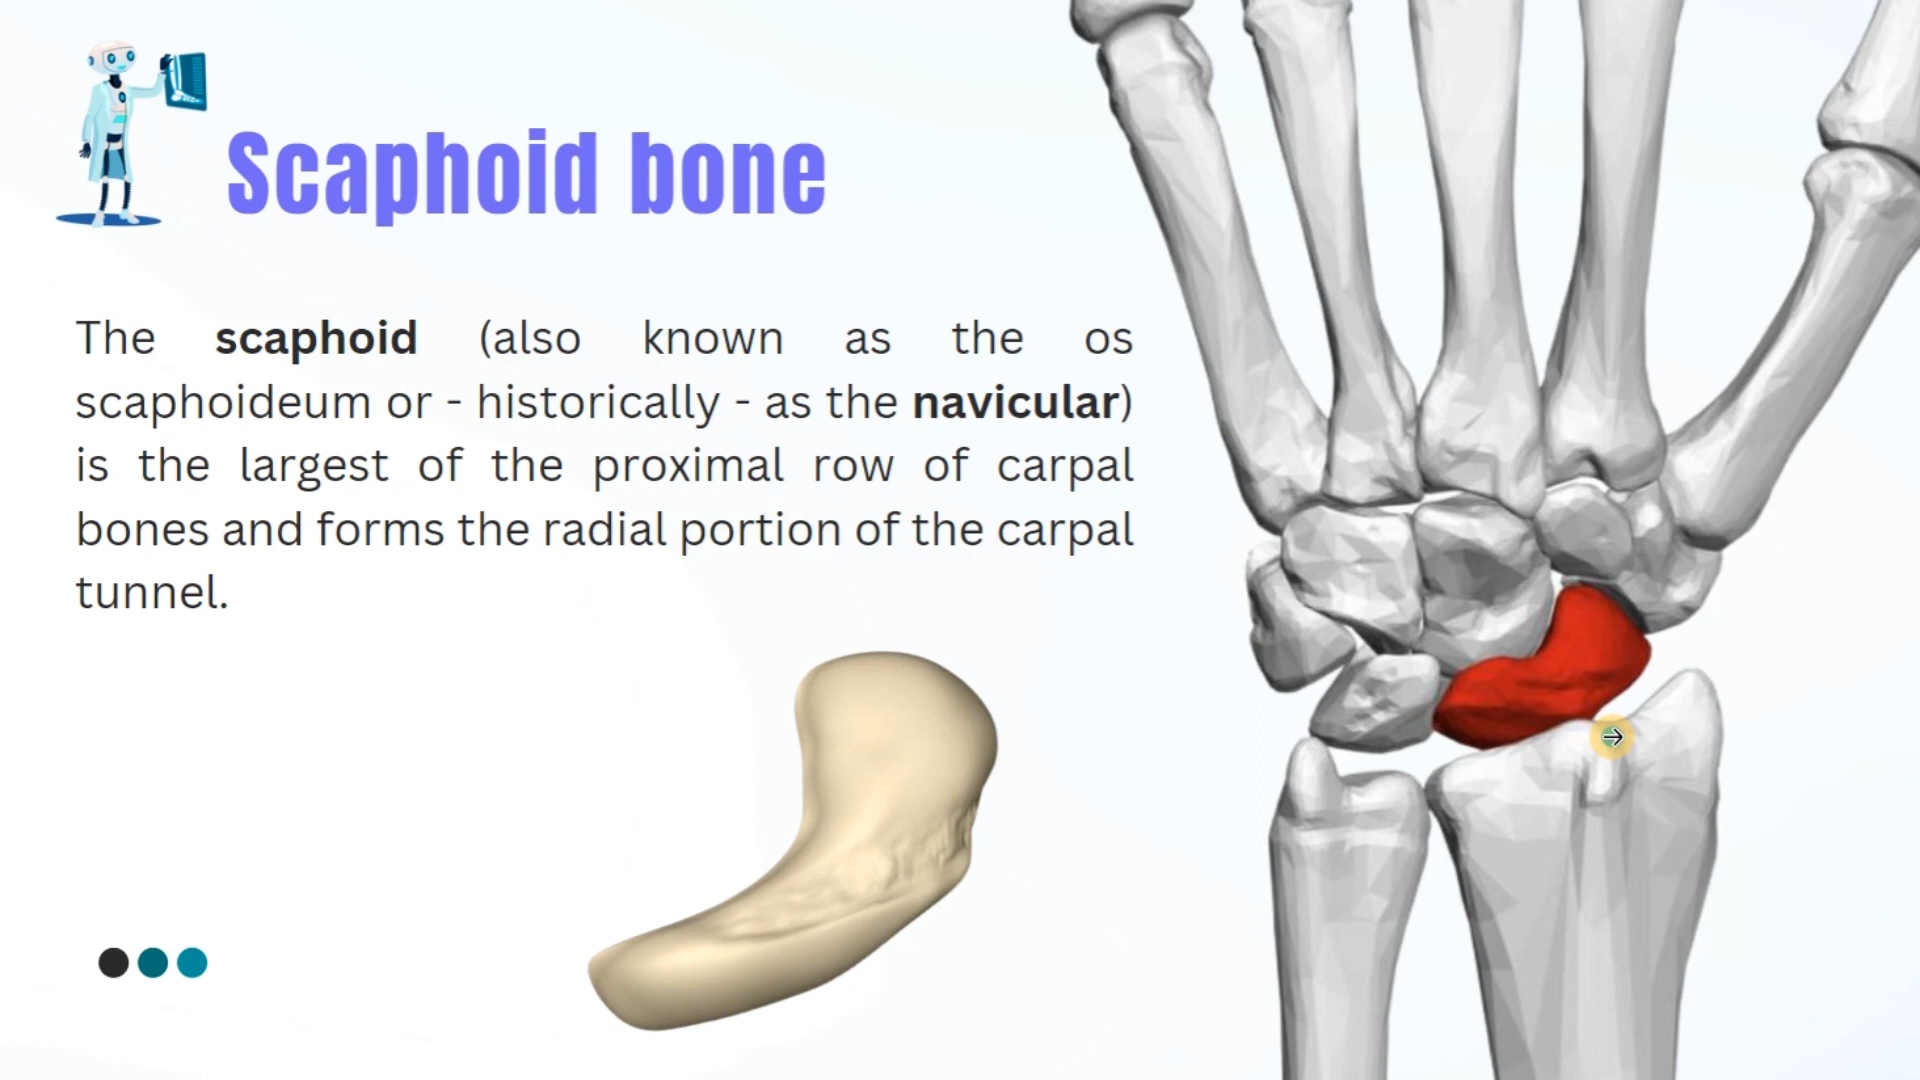 Scaphoid bone
The scaphoid (also known as the os
scaphoideum or - historically - as the navicular)
is the largest of the proximal row of carpal
bones and forms the radial portion of the carpal
tunnel.